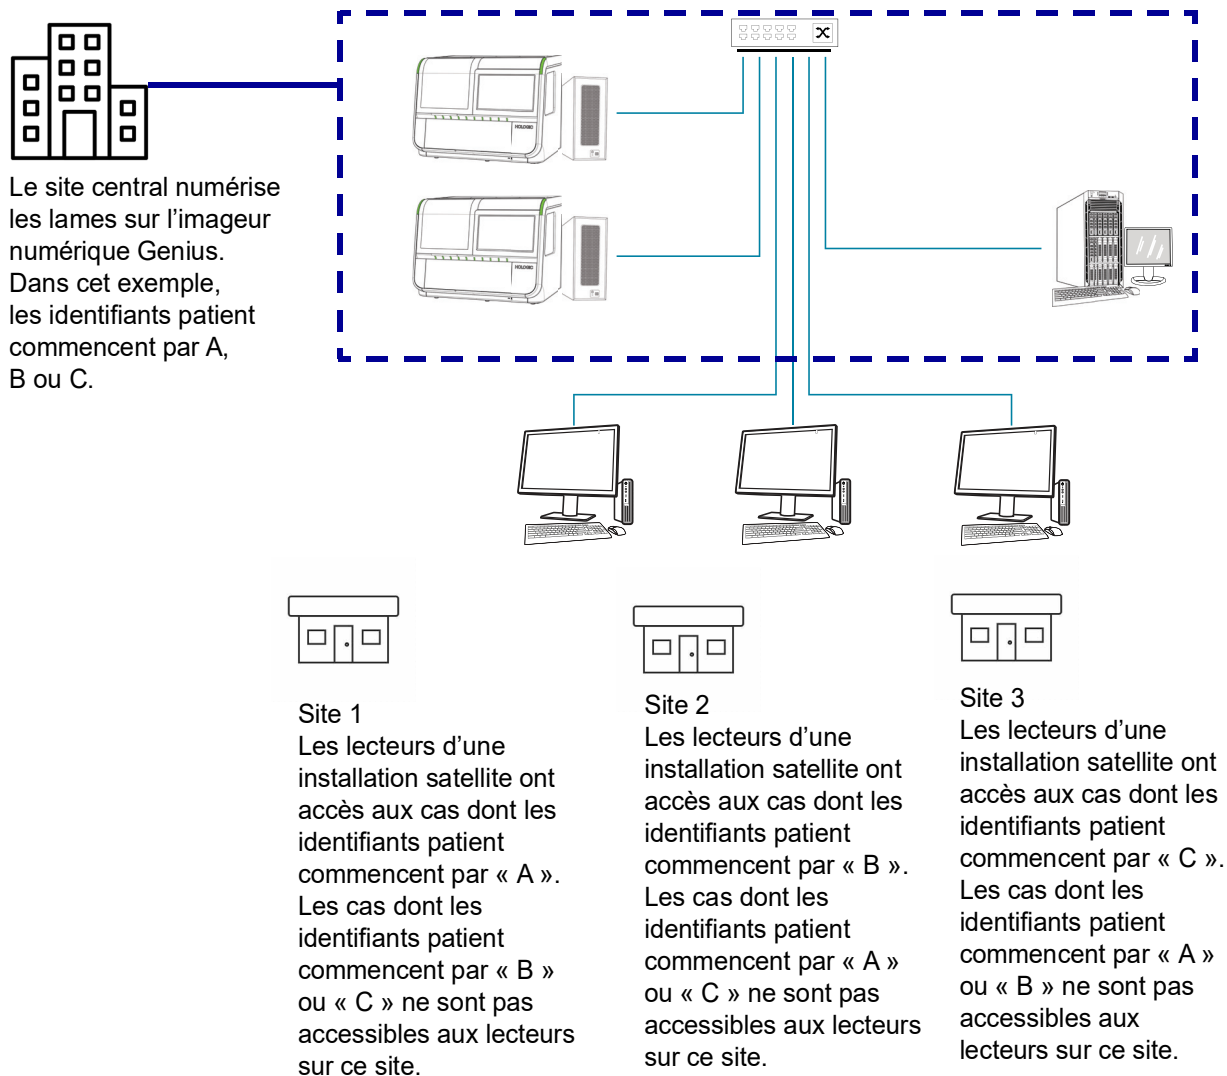 HOLOGIC
HOLOGIC
Le site central numérise
les lames sur l’imageur
numérique Genius.
Dans cet exemple,
les identifiants patient
commencent par A,
B ou C.
Site 1
Les lecteurs d’une
installation satellite ont
accès aux cas dont les
identifiants patient
commencent par « A ».
Les cas dont les
identifiants patient
commencent par « B »
ou « C » ne sont pas
accessibles aux lecteurs
sur ce site.
Site 2
Les lecteurs d’une
installation satellite ont
accès aux cas dont les
identifiants patient
commencent par « B ».
Les cas dont les
identifiants patient
commencent par « A »
ou « C » ne sont pas
accessibles aux lecteurs
sur ce site.
Site 3
Les lecteurs d’une
installation satellite ont
accès aux cas dont les
identifiants patient
commencent par « C ».
Les cas dont les
identifiants patient
commencent par « A »
ou « B » ne sont pas
accessibles aux
lecteurs sur ce site.